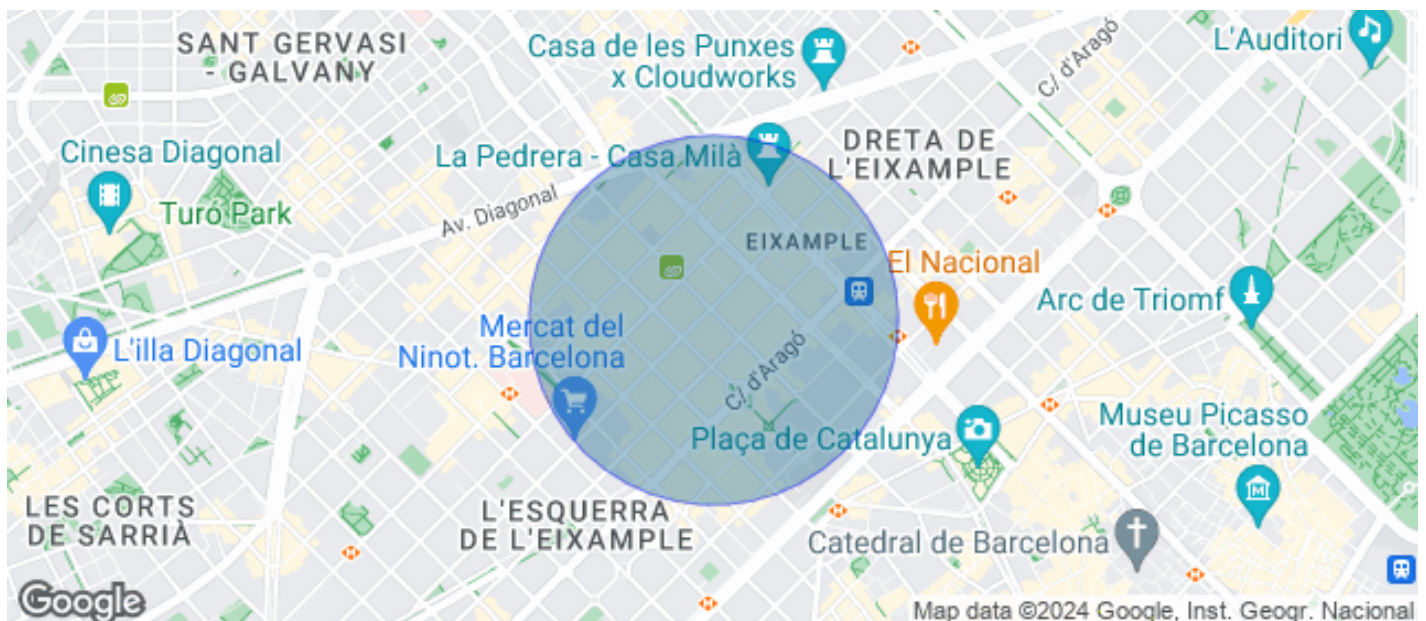 SANT GERVASI
- GALVANY
Casa de les Punxes
x Cloudworks
L'Auditori
C/ d'Aragó
Cinesa Diagonal
La Pedrera - Casa Milà
DRETA DE
L'EIXAMPLE
Turó Park
Av. Diagonal
EIXAMPLE
El Nacional
Arc de Triomf
L'illa Diagonal
Mercat del
Ninot. Barcelona
C/ d'Aragó
Plaça de Catalunya
Museu Picasso
de Barcelona
LES CORTS
DE SARRIÀ
L'ESQUERRA
DE L'EIXAMPLE
Catedral de Barcelona
Google
Map data ©2024 Google, Inst. Geogr. Nacional